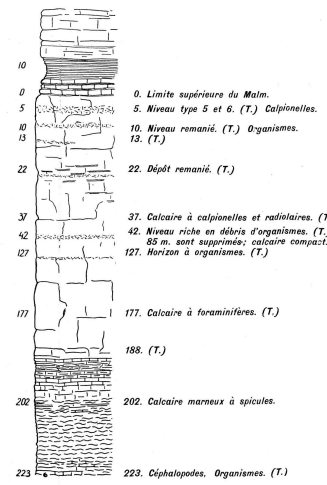 10
0 0. Limite supérieure du Malm.
5 5. Niveau type 5 et 6. (T.) Calpionelles.
10 10. Niveau remanié. (T.) Organismes.
13 13. (T.)
22 22. Dépôt remanié. (T.)
37 37. Calcaire à calpionelles et radiolaires. (T
42 42. Niveau riche en débris d'organismes. (T.
85 m. sont supprimés; calcaire compact.
127 127. Horizon à organismes. (T.)
177 177. Calcaire à foraminifères. (T.)
188. (T.)
202 202. Calcaire marneux à spicules.
223 223. Céphalopodes, Organismes. (T.)